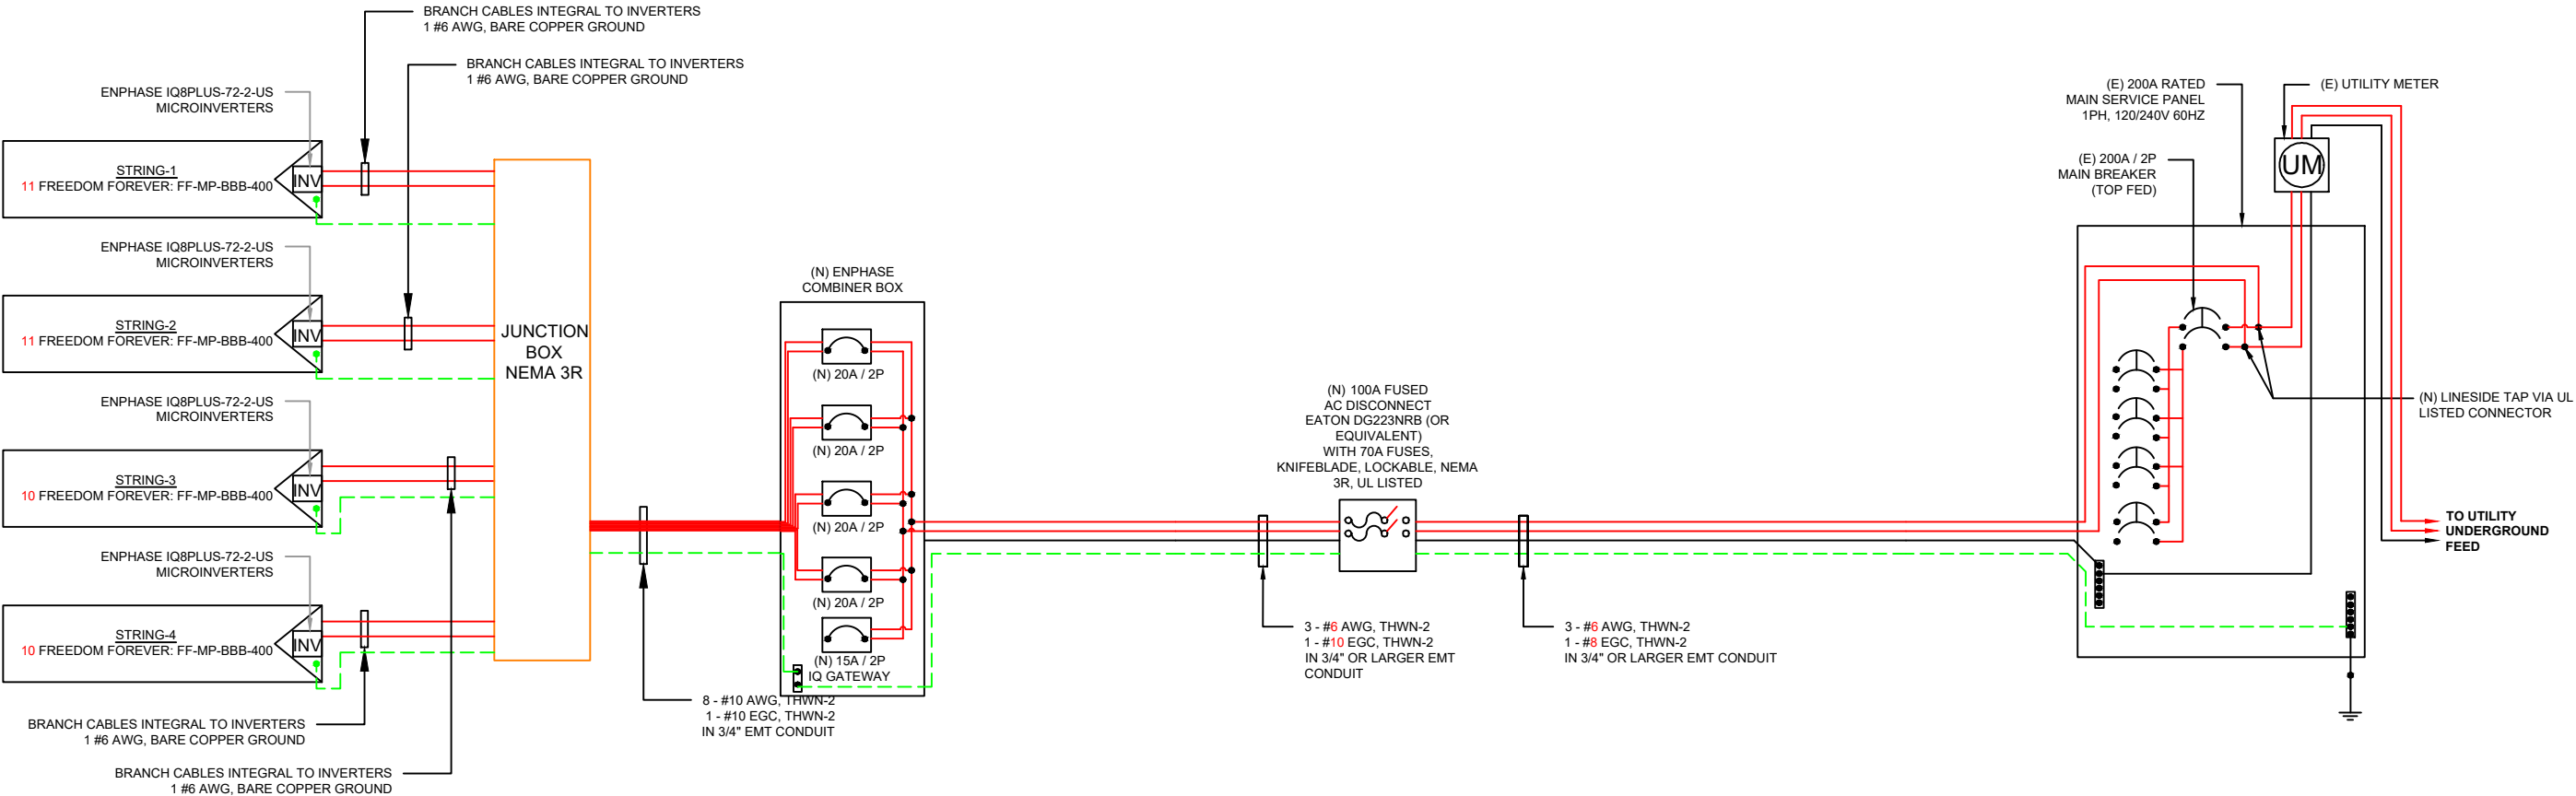 BRANCH CABLES INTEGRAL TO INVERTERS
1 #6 AWG, BARE COPPER GROUND
BRANCH CABLES INTEGRAL TO INVERTERS
1 #6 AWG, BARE COPPER GROUND
ENPHASE IQ8PLUS-72-2-US
MICROINVERTERS
STRING-1
11 FREEDOM FOREVER: FF-MP-BBB-400
INV
ENPHASE IQ8PLUS-72-2-US
MICROINVERTERS
STRING-2
11 FREEDOM FOREVER: FF-MP-BBB-400
INV
ENPHASE IQ8PLUS-72-2-US
MICROINVERTERS
STRING-3
10 FREEDOM FOREVER: FF-MP-BBB-400
INV
ENPHASE IQ8PLUS-72-2-US
MICROINVERTERS
STRING-4
10 FREEDOM FOREVER: FF-MP-BBB-400
INV
BRANCH CABLES INTEGRAL TO INVERTERS
1 #6 AWG, BARE COPPER GROUND
BRANCH CABLES INTEGRAL TO INVERTERS
1 #6 AWG, BARE COPPER GROUND
JUNCTION
BOX
NEMA 3R
8 - #10 AWG, THWN-2
1 - #10 EGC, THWN-2
IN 3/4" EMT CONDUIT
(N) ENPHASE
COMBINER BOX
(N) 20A / 2P
(N) 20A / 2P
(N) 20A / 2P
(N) 20A / 2P
(N) 15A / 2P
IQ GATEWAY
(N) 100A FUSED
AC DISCONNECT
EATON DG223NRB (OR
EQUIVALENT)
WITH 70A FUSES,
KNIFEBLADE, LOCKABLE, NEMA
3R, UL LISTED
3 - #6 AWG, THWN-2
1 - #10 EGC, THWN-2
IN 3/4" OR LARGER EMT
CONDUIT
3 - #6 AWG, THWN-2
1 - #8 EGC, THWN-2
IN 3/4" OR LARGER EMT CONDUIT
(E) 200A RATED
MAIN SERVICE PANEL
1PH, 120/240V 60HZ
(E) 200A / 2P
MAIN BREAKER
(TOP FED)
(E) UTILITY METER
UM
(N) LINESIDE TAP VIA UL
LISTED CONNECTOR
TO UTILITY
UNDERGROUND
FEED